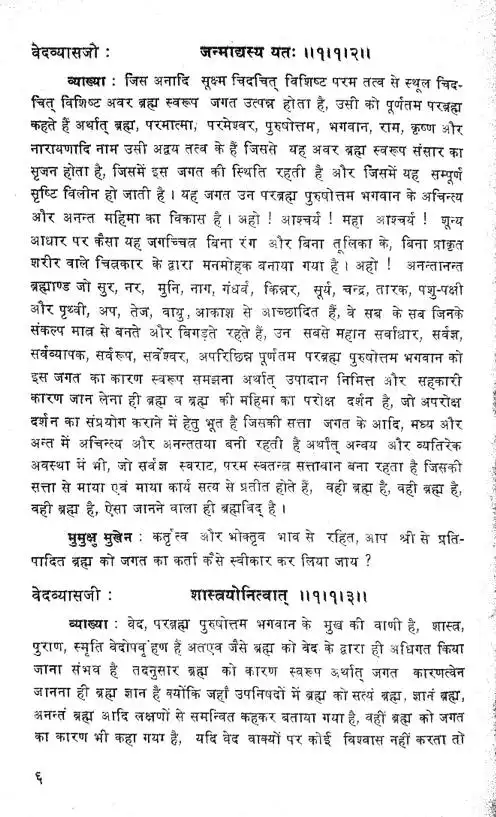 वेदव्यासजी : जन्माद्यस्य यतः ॥१।१।२॥
व्याख्या : जिस अनादि सूक्ष्म चिदचित् विशिष्ट परम तत्व से स्थूल चिद-
चित् विशिष्ट अवर ब्रह्म स्वरूप जगत उत्पन्न होता है, उसी को पूर्णतम परब्रह्म
कहते हैं अर्थात् ब्रह्म, परमात्मा, परमेश्वर, पुरुषोत्तम, भगवान, राम, कृष्ण और
नारायणादि नाम उसी अद्वय तत्व के हैं जिससे यह अवर ब्रह्म स्वरूप संसार का
सृजन होता है, जिसमें इस जगत की स्थिति रहती है और जिसमें यह सम्पूर्ण
सृष्टि विलीन हो जाती है । यह जगत उन परब्रह्म पुरुषोत्तम भगवान के अचिन्त्य
और अनन्त महिमा का विकास है । अहो ! आश्चर्य ! महा आश्चर्य ! शून्य
आधार पर कैसा यह जगच्चित्र बिना रंग और बिना तूलिका के, बिना प्राकृत
शरीर वाले चित्रकार के द्वारा मनमोहक बनाया गया है । अहो ! अनन्तानन्त
ब्रह्माण्ड जो सुर, नर, मुनि, नाग, गंधर्व, किन्नर, सूर्य, चन्द्र, तारक, पशु-पक्षी
और पृथ्वी, अप, तेज, वायु, आकाश से आच्छादित हैं, वे सब के सब जिनके
संकल्प मात्र से बनते और बिगड़ते रहते हैं, उन सबसे महान सर्वाधार, सर्वज्ञ,
सर्वव्यापक, सर्वरूप, सर्वेश्वर, अपरिछिन्न पूर्णतम परब्रह्म पुरुषोत्तम भगवान को
इस जगत का कारण स्वरूप समझना अर्थात् उपादान निमित्त और सहकारी
कारण जान लेना ही ब्रह्म व ब्रह्म की महिमा का परोक्ष दर्शन है, जो अपरोक्ष
दर्शन का संप्रयोग कराने में हेतु भूत है जिसकी सत्ता जगत के आदि, मध्य और
अन्त में अचिन्त्य और अनन्ततया बनी रहती है अर्थात् अन्वय और व्यतिरेक
अवस्था में भी, जो सर्वज्ञ स्वराट, परम स्वतन्त्र सत्तावान बना रहता है जिसकी
सत्ता से माया एवं माया कार्य सत्य से प्रतीत होते हैं, वही ब्रह्म है, वही ब्रह्म है,
वही ब्रह्म है, ऐसा जानने वाला ही ब्रह्मविद् है ।
मुमुक्षु मुखेन : कर्तृत्त्व और भोक्तृत्व भाव से रहित, आप श्री से प्रति-
पादित ब्रह्म को जगत का कर्ता कैसे स्वीकार कर लिया जाय ?
वेदव्यासजी : शास्त्रयोनित्वात् ॥१।१।३॥
व्याख्या : वेद, परब्रह्म पुरुषोत्तम भगवान के मुख की वाणी है, शास्त्र,
पुराण, स्मृति वेदोपवृंहण हैं अतएव जैसे ब्रह्म को वेद के द्वारा ही अधिगत किया
जाना संभव है तदनुसार ब्रह्म को कारण स्वरूप अर्थात् जगत कारणत्वेन
जानना ही ब्रह्म ज्ञान है क्योंकि जहाँ उपनिषदों में ब्रह्म को सत्यं ब्रह्म, ज्ञानं ब्रह्म,
अनन्तं ब्रह्म आदि लक्षणों से समन्वित कहकर बताया गया है, वहीं ब्रह्म को जगत
का कारण भी कहा गया है, यदि वेद वाक्यों पर कोई विश्वास नहीं करता तो
६